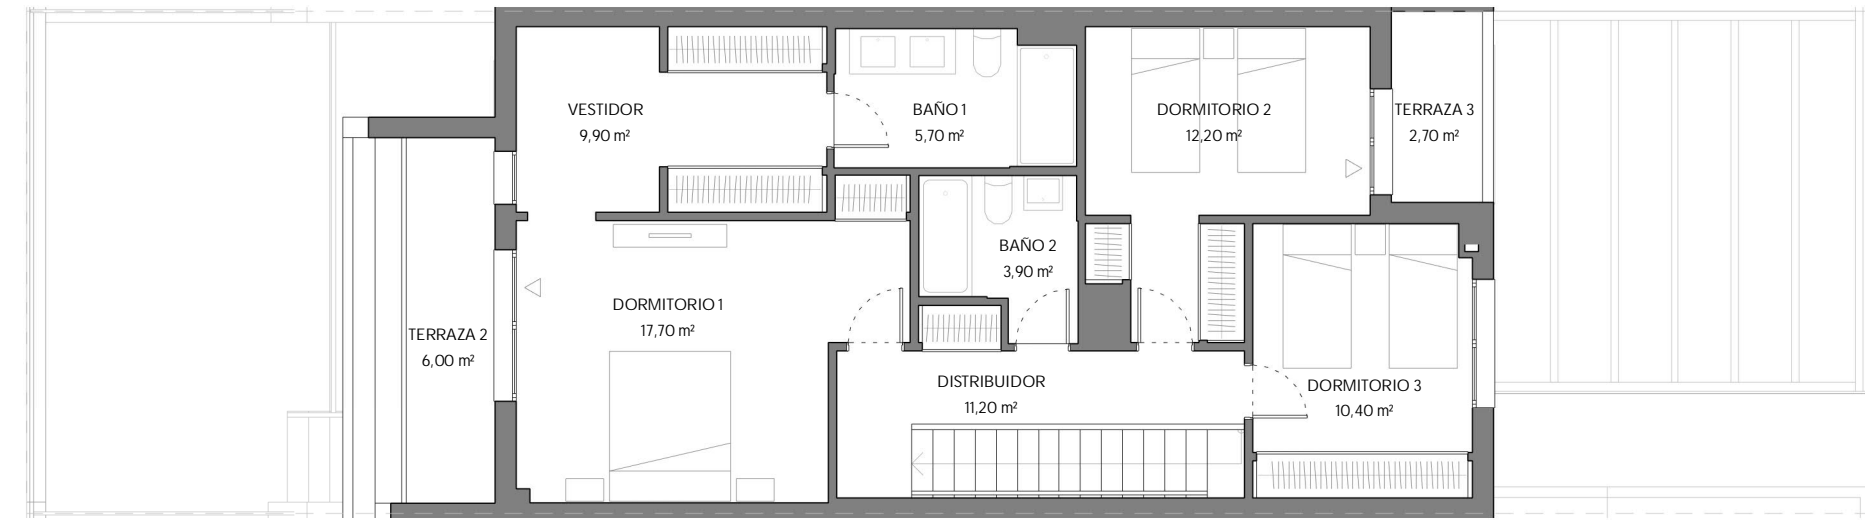 VESTIDOR
9,90 m²
BAÑO 1
5,70 m²
DORMITORIO 2
12,20 m²
TERRAZA 3
2,70 m²
BAÑO 2
3,90 m²
DORMITORIO 1
17,70 m²
TERRAZA 2
6,00 m²
DISTRIBUIDOR
11,20 m²
DORMITORIO 3
10,40 m²